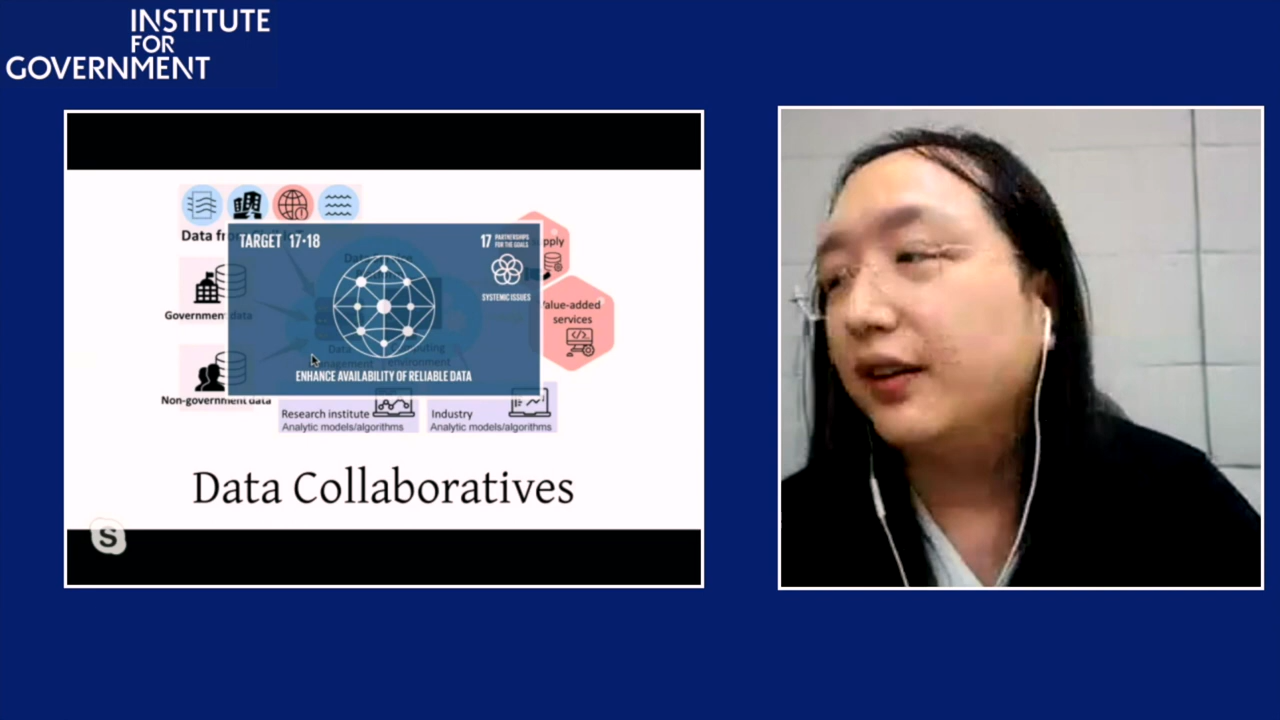 INSTITUTE
FOR
GOVERNMENT
Data from
TARGET 17·18
17 PARTNERSHIPS
FOR THE GOALS
SYSTEMIC ISSUES
Value-added
services
Government data
Data
ENHANCE AVAILABILITY OF RELIABLE DATA
Non-government data
Research institute
Analytic models/algorithms
Industry
Analytic models/algorithms
Data Collaboratives
S